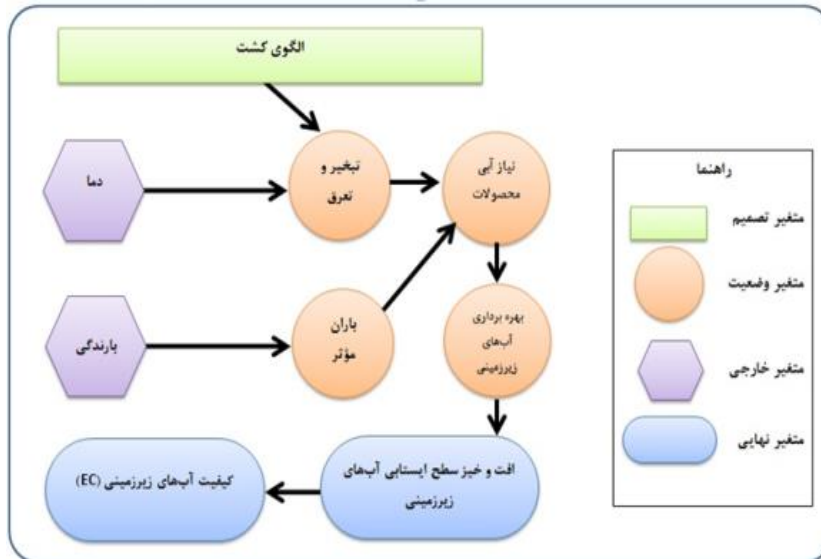 الگوی کشت
دما
تبخیر و
تعرق
نیاز آبی
محصولات
بارندگی
باران
مؤثر
بهره برداری
آب‌های
زیرزمینی
افت و خیز سطح ایستابی آب‌های
زیرزمینی
کیفیت آب‌های زیرزمینی (EC)
راهنما
متغیر تصمیم
متغیر وضعیت
متغیر خارجی
متغیر نهایی